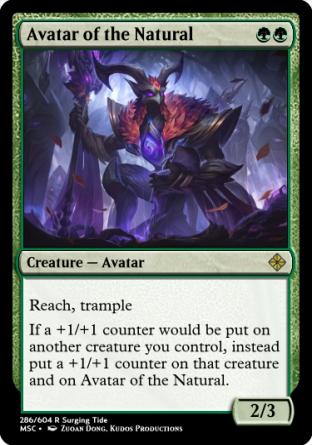 Avatar of the Natural
Creature — Avatar
Reach, trample
If a +1/+1 counter would be put on
another creature you control, instead
put a +1/+1 counter on that creature
and on Avatar of the Natural.
2/3
286/604 R Surging Tide
MSC • Zuoan Dong, Kudos Productions